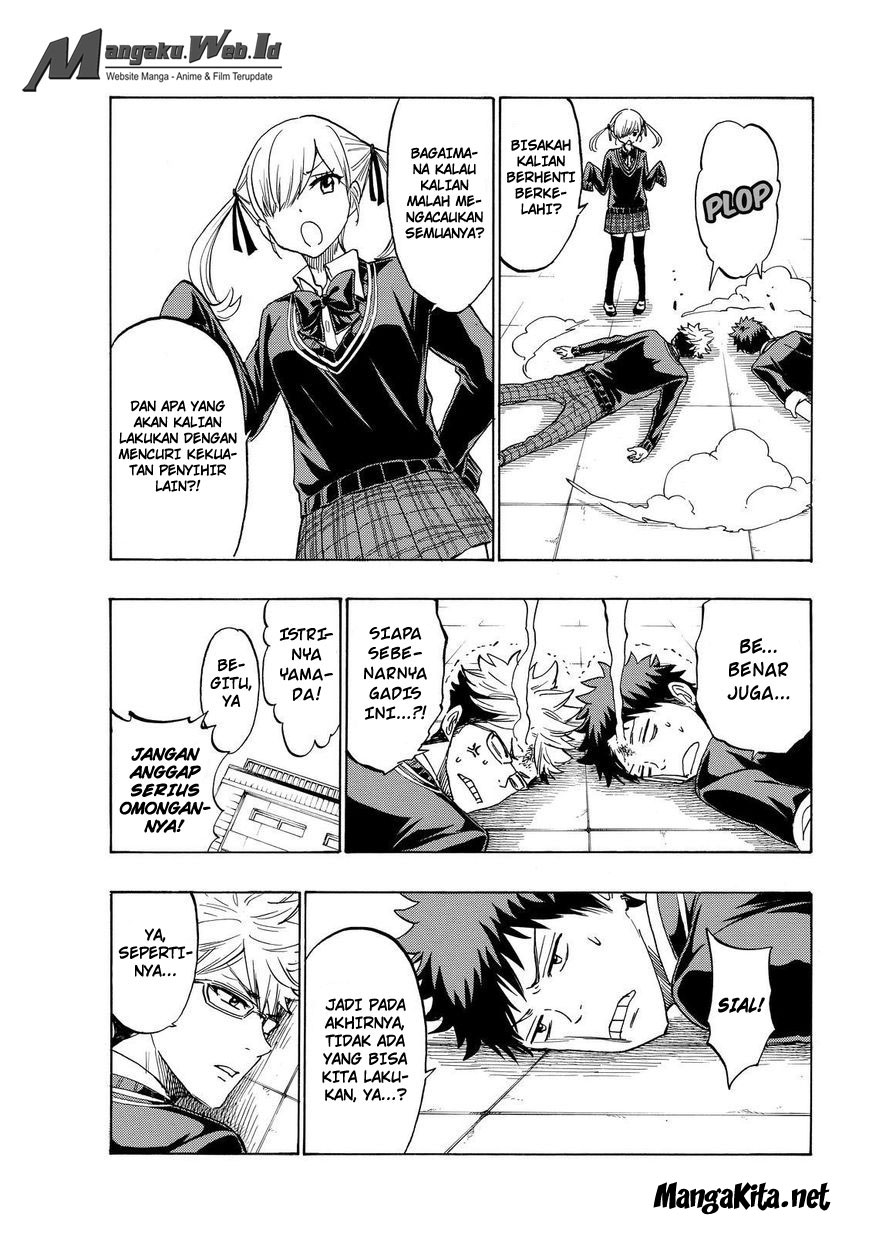 Mangaku.Web.Id
Website Manga - Anime & Film Terupdate
PLOP
BISAKAH
KALIAN
BERHENTI
BERKE-
LAHI?
BAGAIMA-
NA KALAU
KALIAN
MALAH ME-
NGACAUKAN
SEMUANYA?
DAN APA YANG
AKAN KALIAN
LAKUKAN DENGAN
MENCURI KEKUA-
TAN PENYIHIR
LAIN?!
BE...
BENAR
JUGA...
SIAPA
SEBE-
NARNYA
GADIS
INI...?!
ISTRI-
NYA
YAMA-
DA!
BE-
GITU,
YA
JANGAN
ANGGAP
SERIUS
OMONGAN-
NYA!
SIAL!
JADI PADA
AKHIRNYA,
TIDAK ADA
YANG BISA
KITA LAKU-
KAN, YA...?
YA,
SEPERTI-
NYA...
MangaKita.net